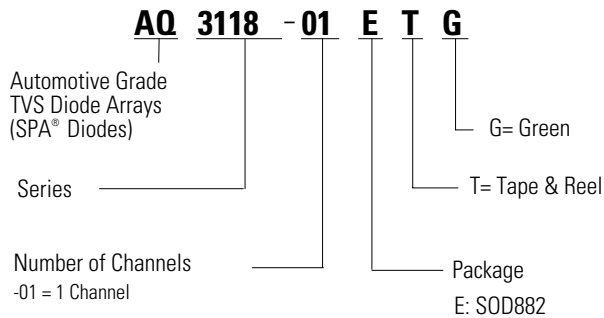 AQ 3118 -01 E T G
Automotive Grade
TVS Diode Arrays
(SPA® Diodes)
G= Green
Series
T= Tape & Reel
Number of Channels
-01 = 1 Channel
Package
E: SOD882